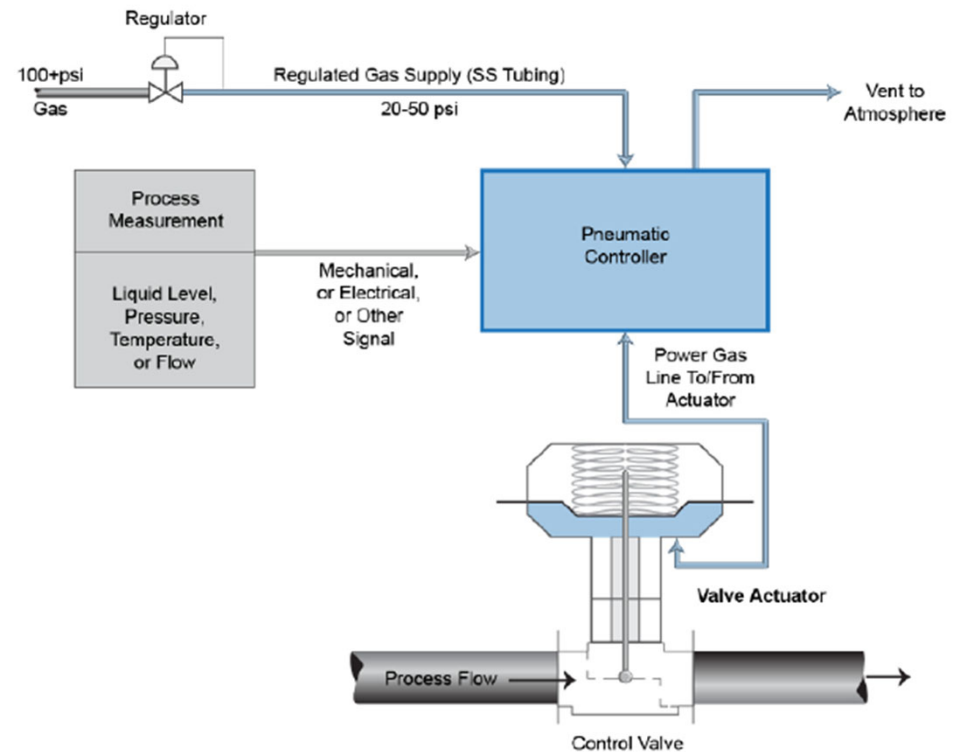 Regulator
100+psi
Gas
Regulated Gas Supply (SS Tubing)
20-50 psi
Vent to
Atmosphere
Process
Measurement
Liquid Level,
Pressure,
Temperature,
or Flow
Mechanical,
or Electrical,
or Other
Signal
Pneumatic
Controller
Power Gas
Line To/From
Actuator
Valve Actuator
Process Flow
Control Valve